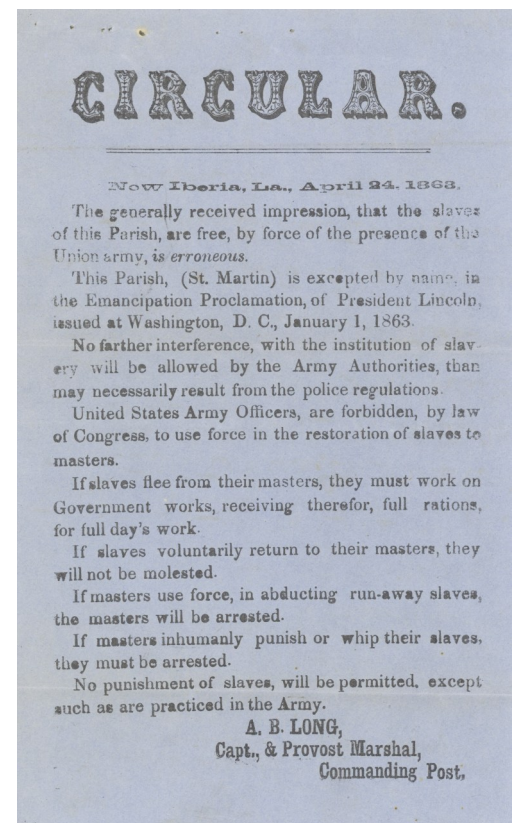 CIRCULAR.
New Iberia, La., April 24. 1863.
The generally received impression, that the slaves
of this Parish, are free, by force of the presence of the
Union army, is erroneous.
This Parish, (St. Martin) is excepted by name, in
the Emancipation Proclamation, of President Lincoln,
issued at Washington, D. C., January 1, 1863.
No farther interference, with the institution of slav-
ery will be allowed by the Army Authorities, than
may necessarily result from the police regulations.
United States Army Officers, are forbidden, by law
of Congress, to use force in the restoration of slaves to
masters.
If slaves flee from their masters, they must work on
Government works, receiving therefor, full rations,
for full day's work.
If slaves voluntarily return to their masters, they
will not be molested.
If masters use force, in abducting run-away slaves,
the masters will be arrested.
If masters inhumanly punish or whip their slaves,
they must be arrested.
No punishment of slaves, will be permitted, except
such as are practiced in the Army.
A. B. LONG,
Capt., & Provost Marshal,
Commanding Post,